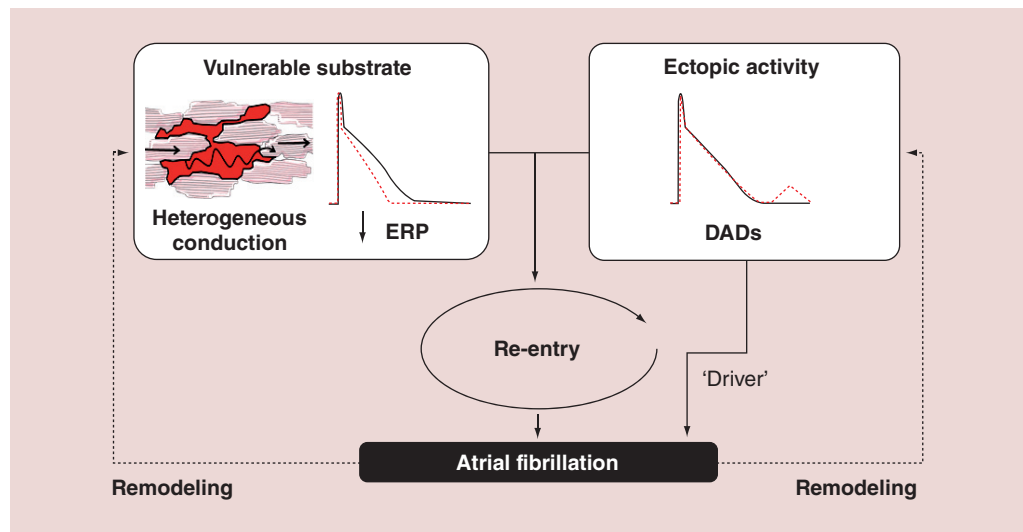 Vulnerable substrate
Heterogeneous
conduction
ERP
Ectopic activity
DADs
Re-entry
‘Driver’
Atrial fibrillation
Remodeling
Remodeling